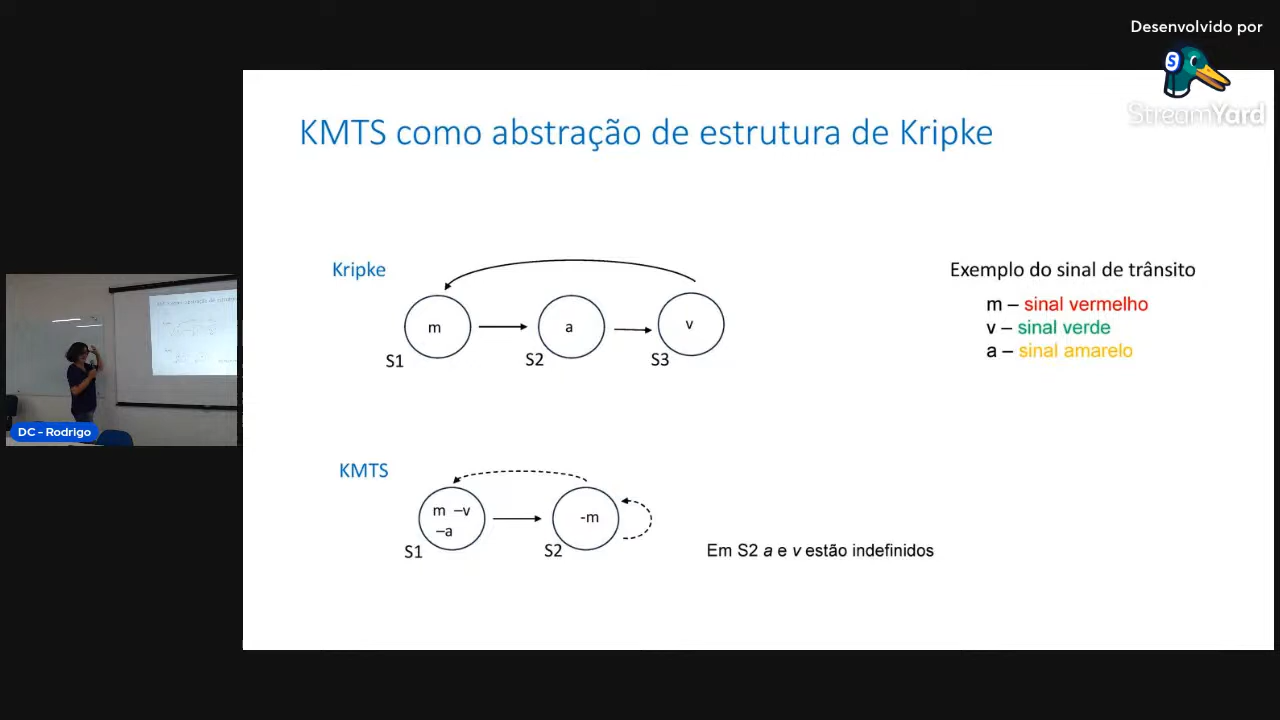 Desenvolvido por
S
StreamYard
KMTS como abstração de estrutura de Kripke
Kripke
m
a
v
S1
S2
S3
Exemplo do sinal de trânsito
m – sinal vermelho
v – sinal verde
a – sinal amarelo
KMTS
m –v
–a
-m
S1
S2
Em S2 a e v estão indefinidos
DC - Rodrigo